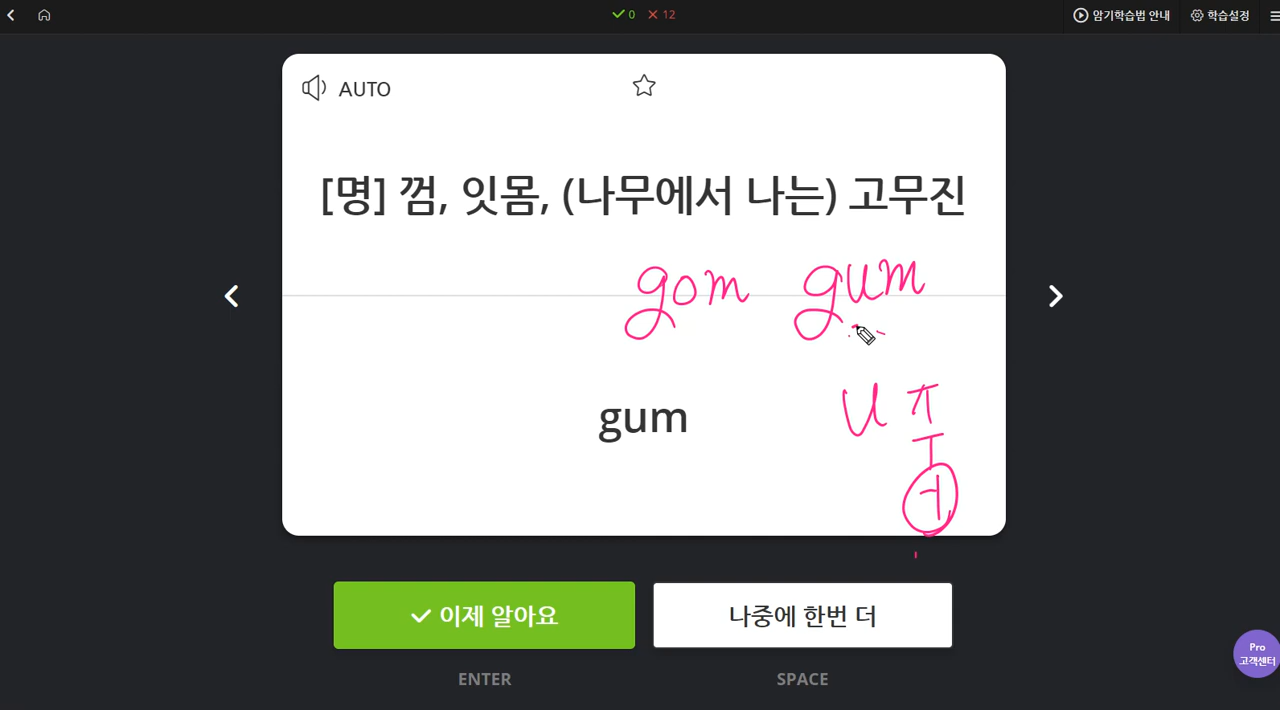 0 12 암기학습법 안내 학습설정
AUTO
[명] 껌, 잇몸, (나무에서 나는) 고무진
gom gum
gum
u ㅠ
ㅜ
ㅓ
이제 알아요 나중에 한번 더
ENTER SPACE
Pro
고객센터